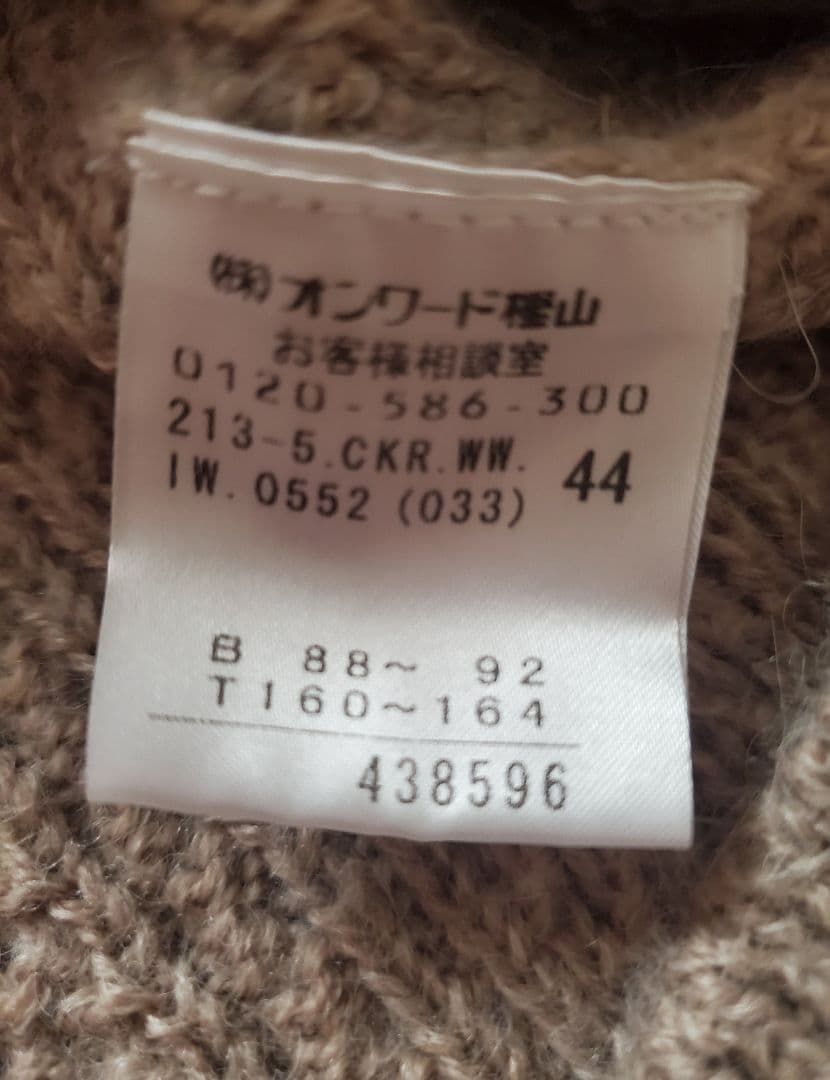 ㈱オンワード樫山
お客様相談室
0120-586-300
213-5.CKR.WW.
IW.0552(033) 44
B 88～ 92
T160～164
438596